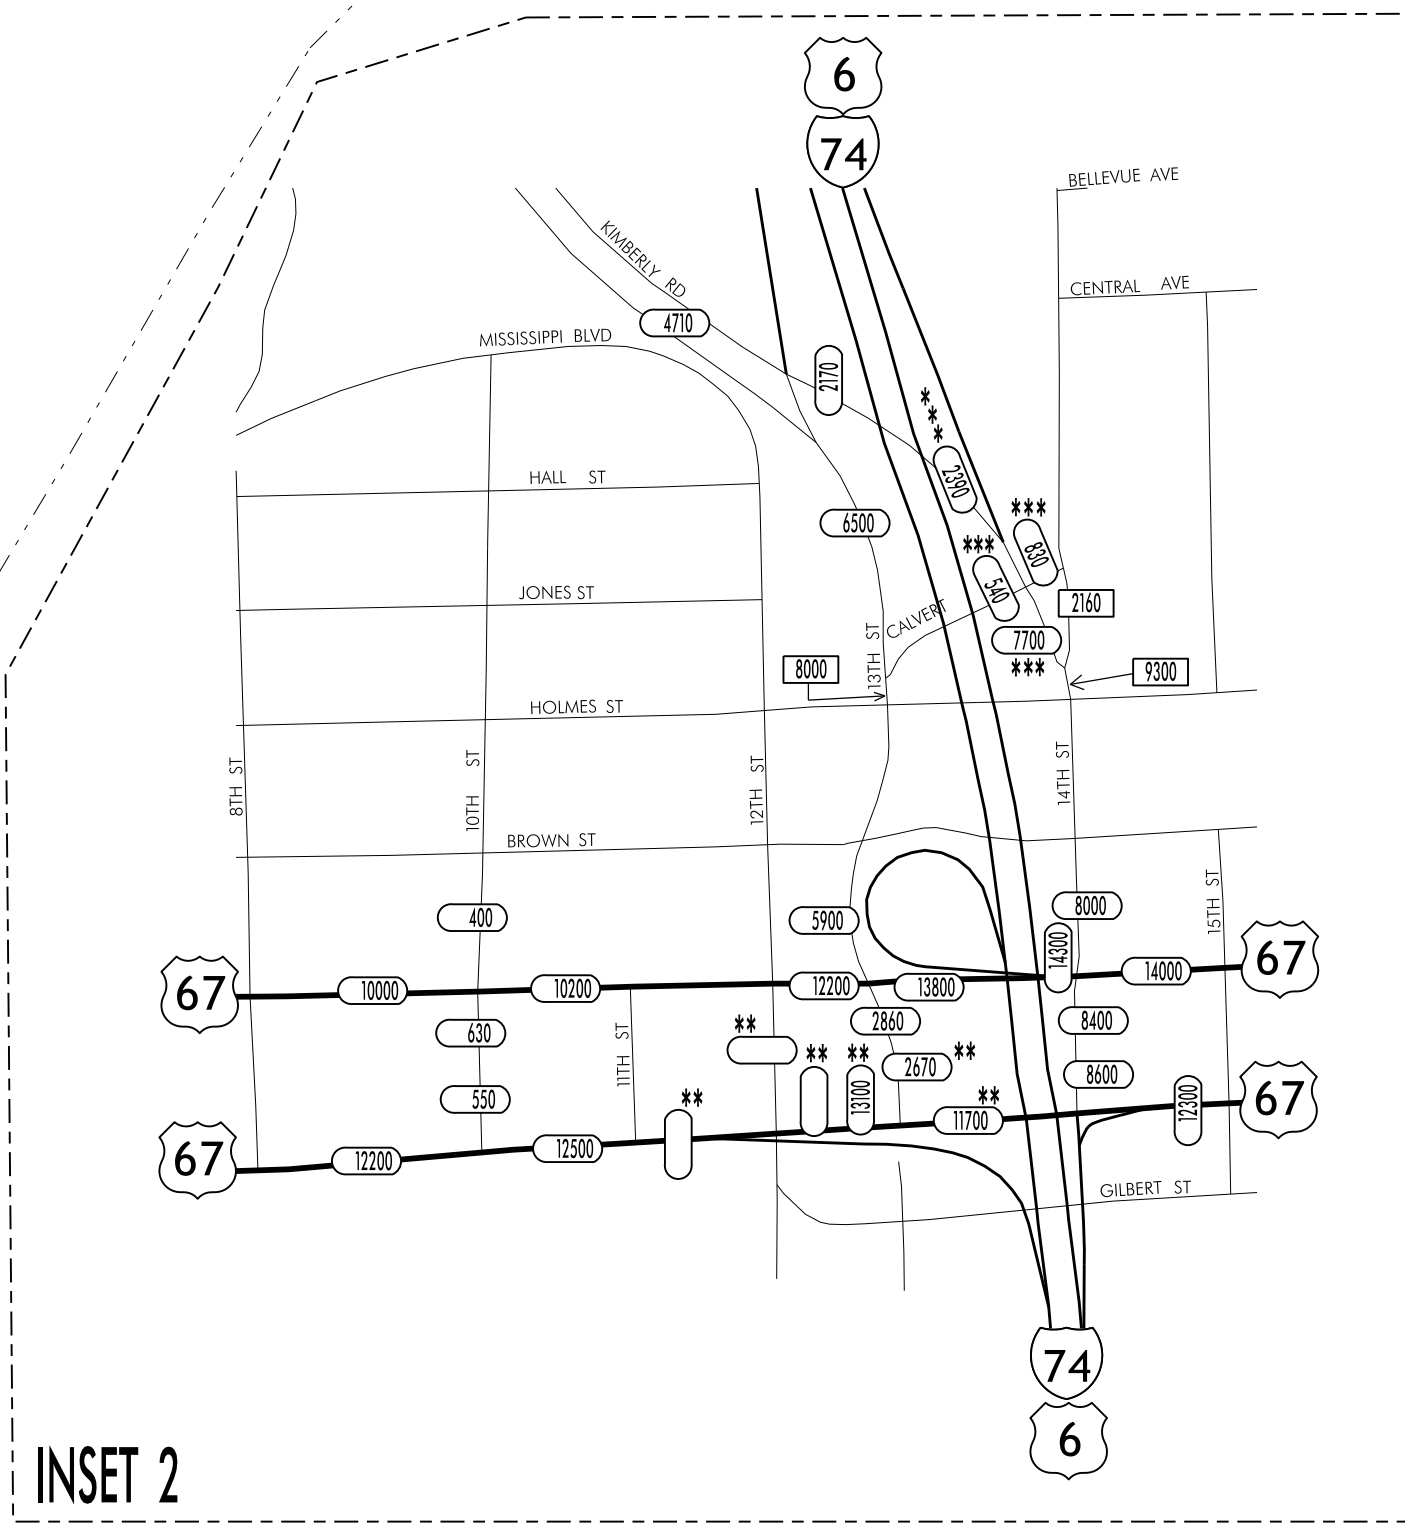 6
74
BELLEVUE AVE
KIMBERLY RD
CENTRAL AVE
4710
MISSISSIPPI BLVD
2170
***
2390
HALL ST
***
6500
***
830
540
JONES ST
2160
CALVERT
7700
***
13TH ST
8000
9300
HOLMES ST
8TH ST
10TH ST
12TH ST
14TH ST
BROWN ST
15TH ST
400
5900
8000
14300
67
67
10000
10200
12200
13800
14000
**
2860
8400
630
11TH ST
**
**
2670
**
8600
550
**
13100
**
11700
12300
67
67
12200
12500
GILBERT ST
74
6
INSET 2